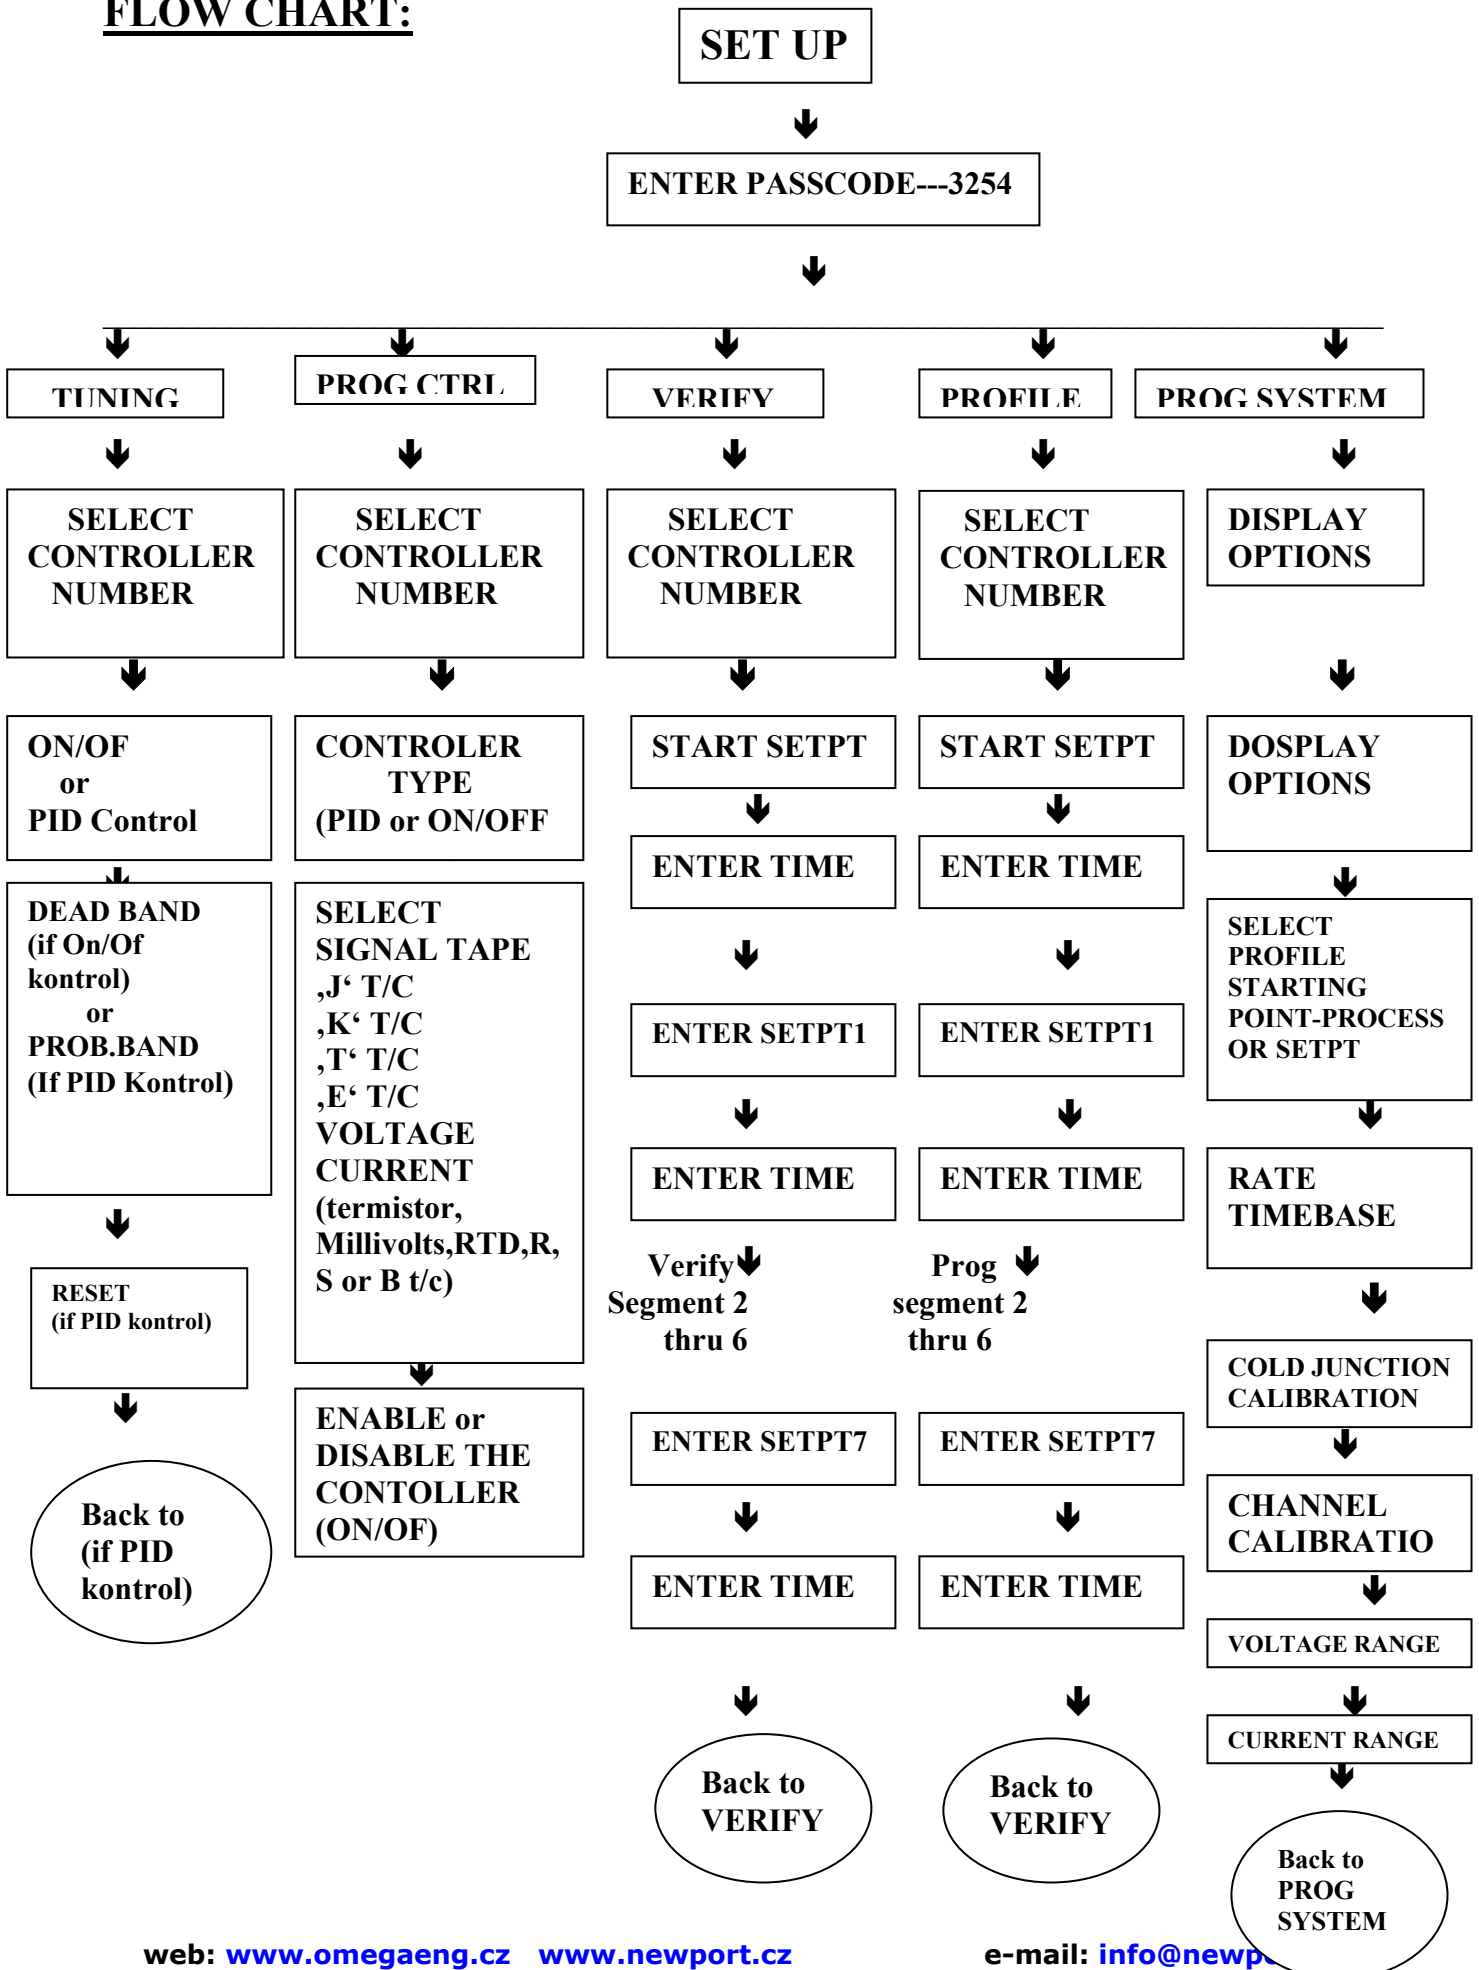 FLOW CHART:
SET UP
ENTER PASSCODE---3254
TUNING
PROG CTRL
VERIFY
PROFILE
PROG SYSTEM
SELECT
CONTROLLER
NUMBER
SELECT
CONTROLLER
NUMBER
SELECT
CONTROLLER
NUMBER
SELECT
CONTROLLER
NUMBER
DISPLAY
OPTIONS
ON/OF
or
PID Control
CONTROLER
TYPE
(PID or ON/OFF
START SETPT
START SETPT
DOSPLAY
OPTIONS
ENTER TIME
ENTER TIME
DEAD BAND
(if On/Of
kontrol)
or
PROB.BAND
(If PID Kontrol)
SELECT
SIGNAL TAPE
‚J‘ T/C
‚K‘ T/C
‚T‘ T/C
‚E‘ T/C
VOLTAGE
CURRENT
(termistor,
Millivolts,RTD,R,
S or B t/c)
ENTER SETPT1
ENTER SETPT1
SELECT
PROFILE
STARTING
POINT-PROCESS
OR SETPT
ENTER TIME
ENTER TIME
RATE
TIMEBASE
RESET
(if PID kontrol)
Verify
Segment 2
thru 6
Prog
segment 2
thru 6
COLD JUNCTION
CALIBRATION
ENABLE or
DISABLE THE
CONTOLLER
(ON/OF)
ENTER SETPT7
ENTER SETPT7
Back to
(if PID
kontrol)
CHANNEL
CALIBRATIO
ENTER TIME
ENTER TIME
VOLTAGE RANGE
CURRENT RANGE
Back to
VERIFY
Back to
VERIFY
Back to
PROG
SYSTEM
web: www.omegaeng.cz www.newport.cz e-mail: info@newp